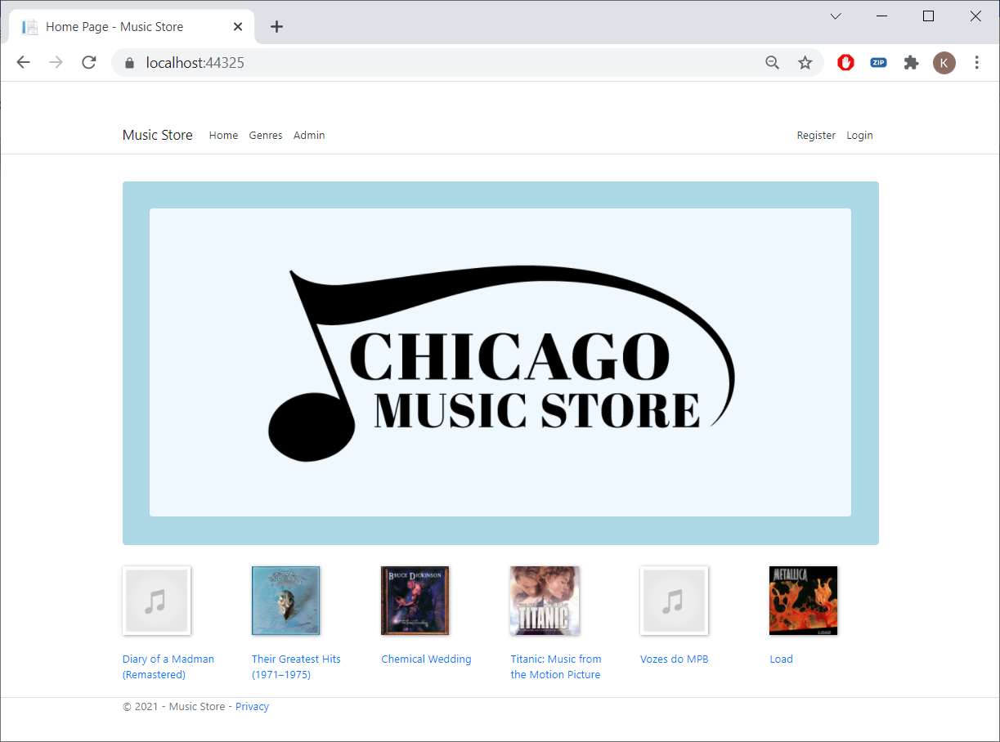 Home Page - Music Store
localhost:44325
ZIP
K
Music Store Home Genres Admin Register Login
CHICAGO
MUSIC STORE
BRUCE DICKINSON
TITANIC
METALLICA
LOAD
Diary of a Madman
(Remastered)
Their Greatest Hits
(1971–1975)
Chemical Wedding
Titanic: Music from
the Motion Picture
Vozes do MPB
Load
© 2021 - Music Store - Privacy